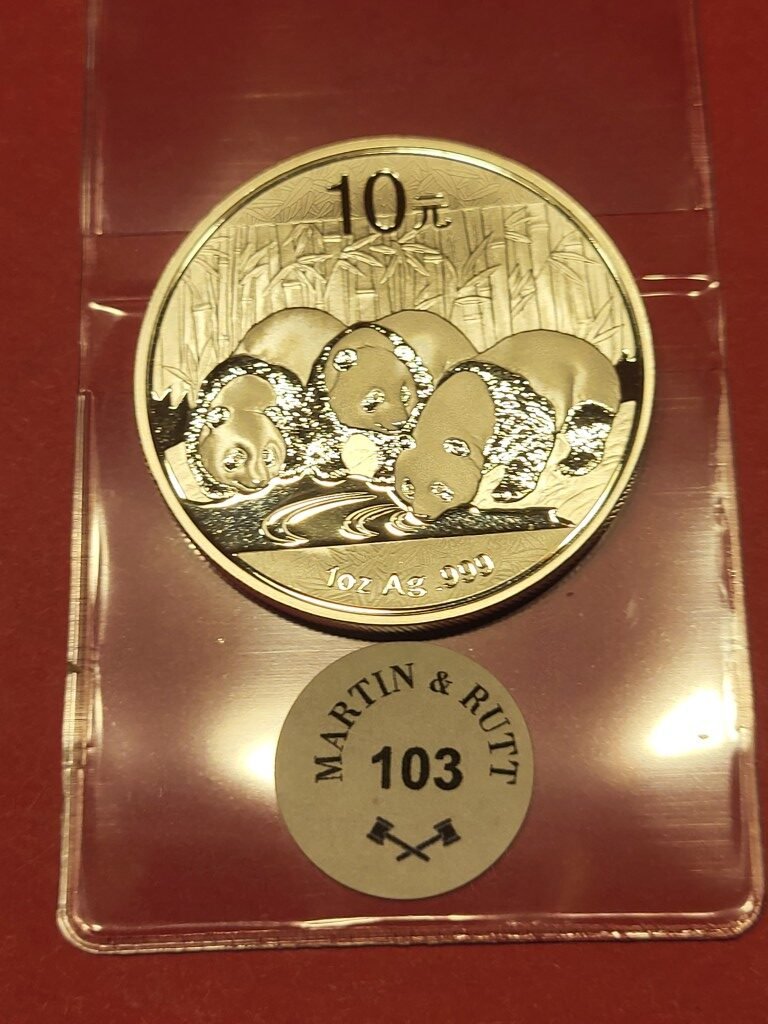 10元
1oz Ag .999
MARTIN & RUTT
103